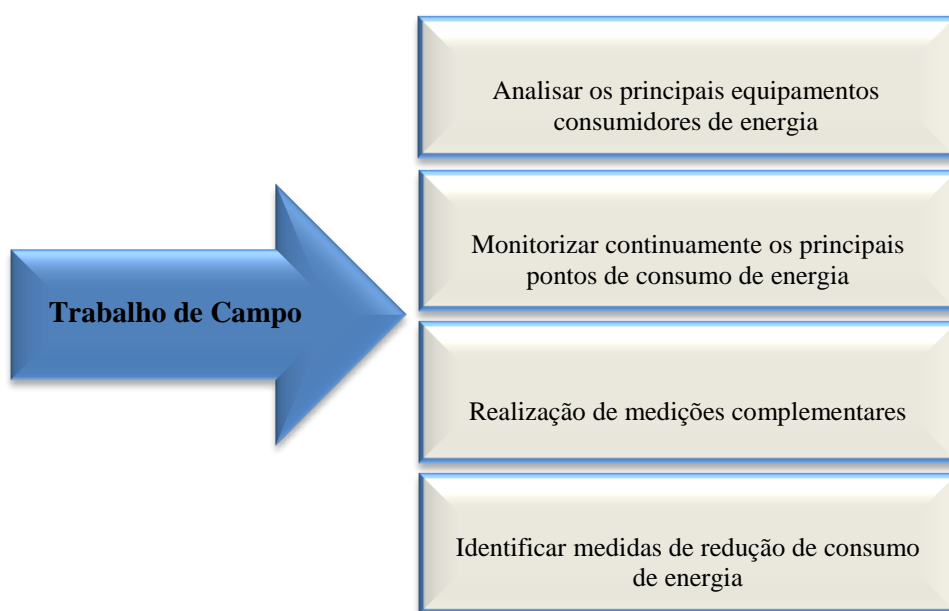 Analisar os principais equipamentos
consumidores de energia
Monitorizar continuamente os principais
pontos de consumo de energia
Trabalho de Campo
Realização de medições complementares
Identificar medidas de redução de consumo
de energia